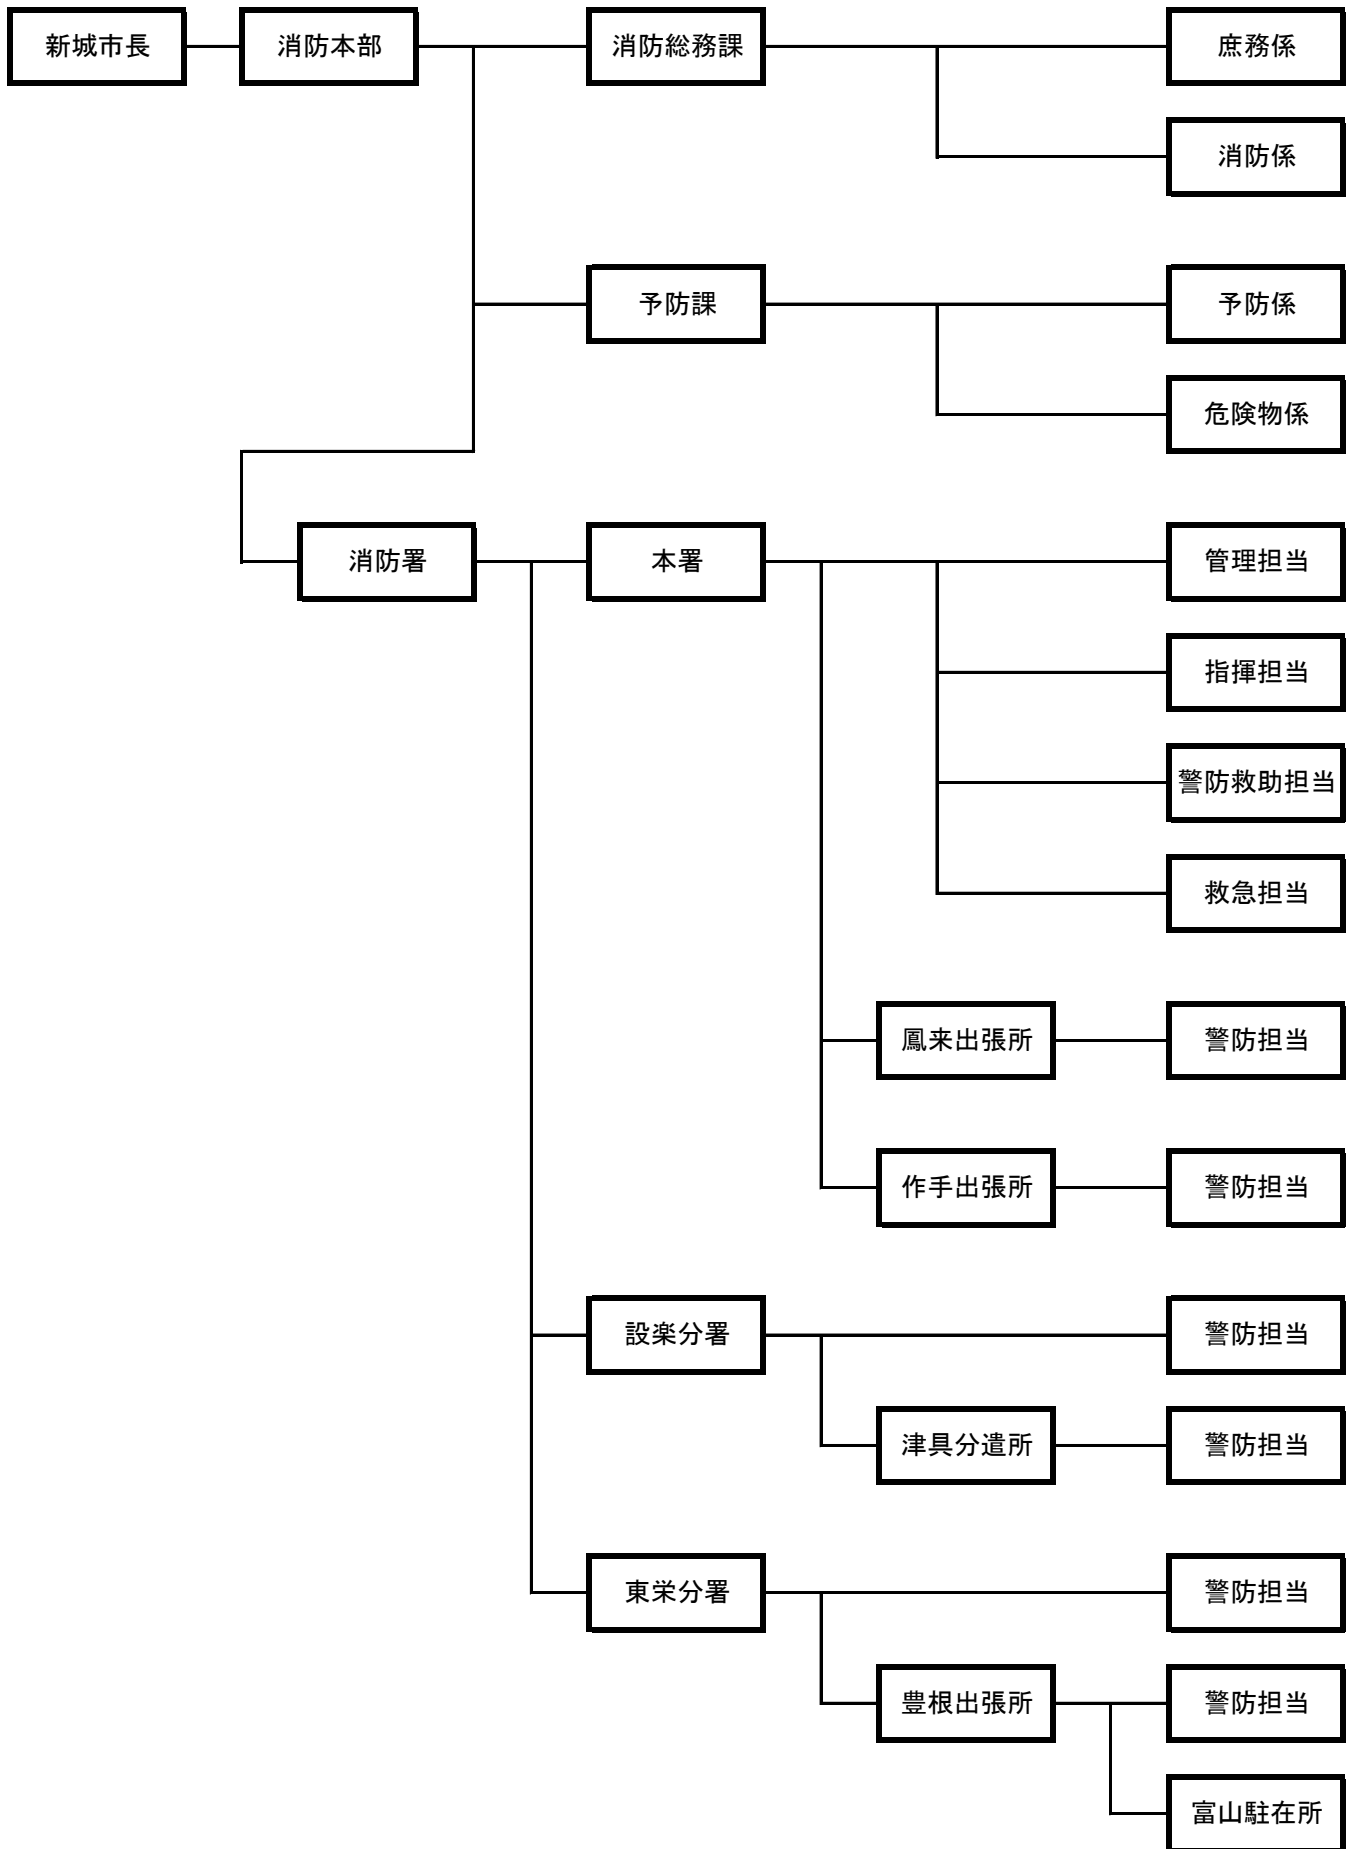 新城市長
消防本部
消防総務課
庶務係
消防係
予防課
予防係
危険物係
消防署
本署
管理担当
指揮担当
警防救助担当
救急担当
鳳来出張所
警防担当
作手出張所
警防担当
設楽分署
警防担当
津具分遣所
警防担当
東栄分署
警防担当
豊根出張所
警防担当
富山駐在所